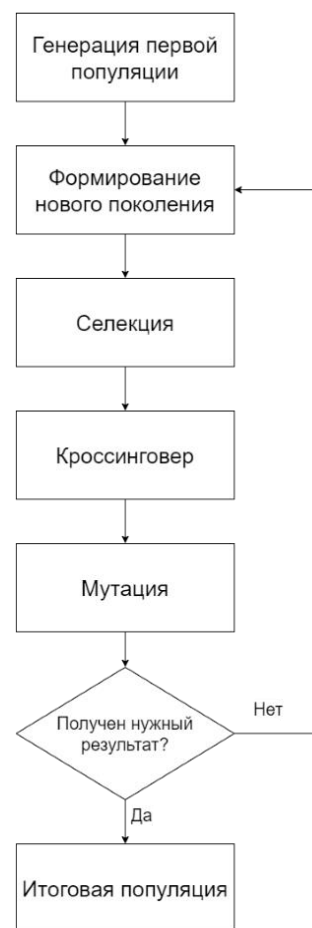 Генерация первой
популяции
Формирование
нового поколения
Селекция
Кроссинговер
Мутация
Получен нужный
результат?
Нет
Да
Итоговая популяция